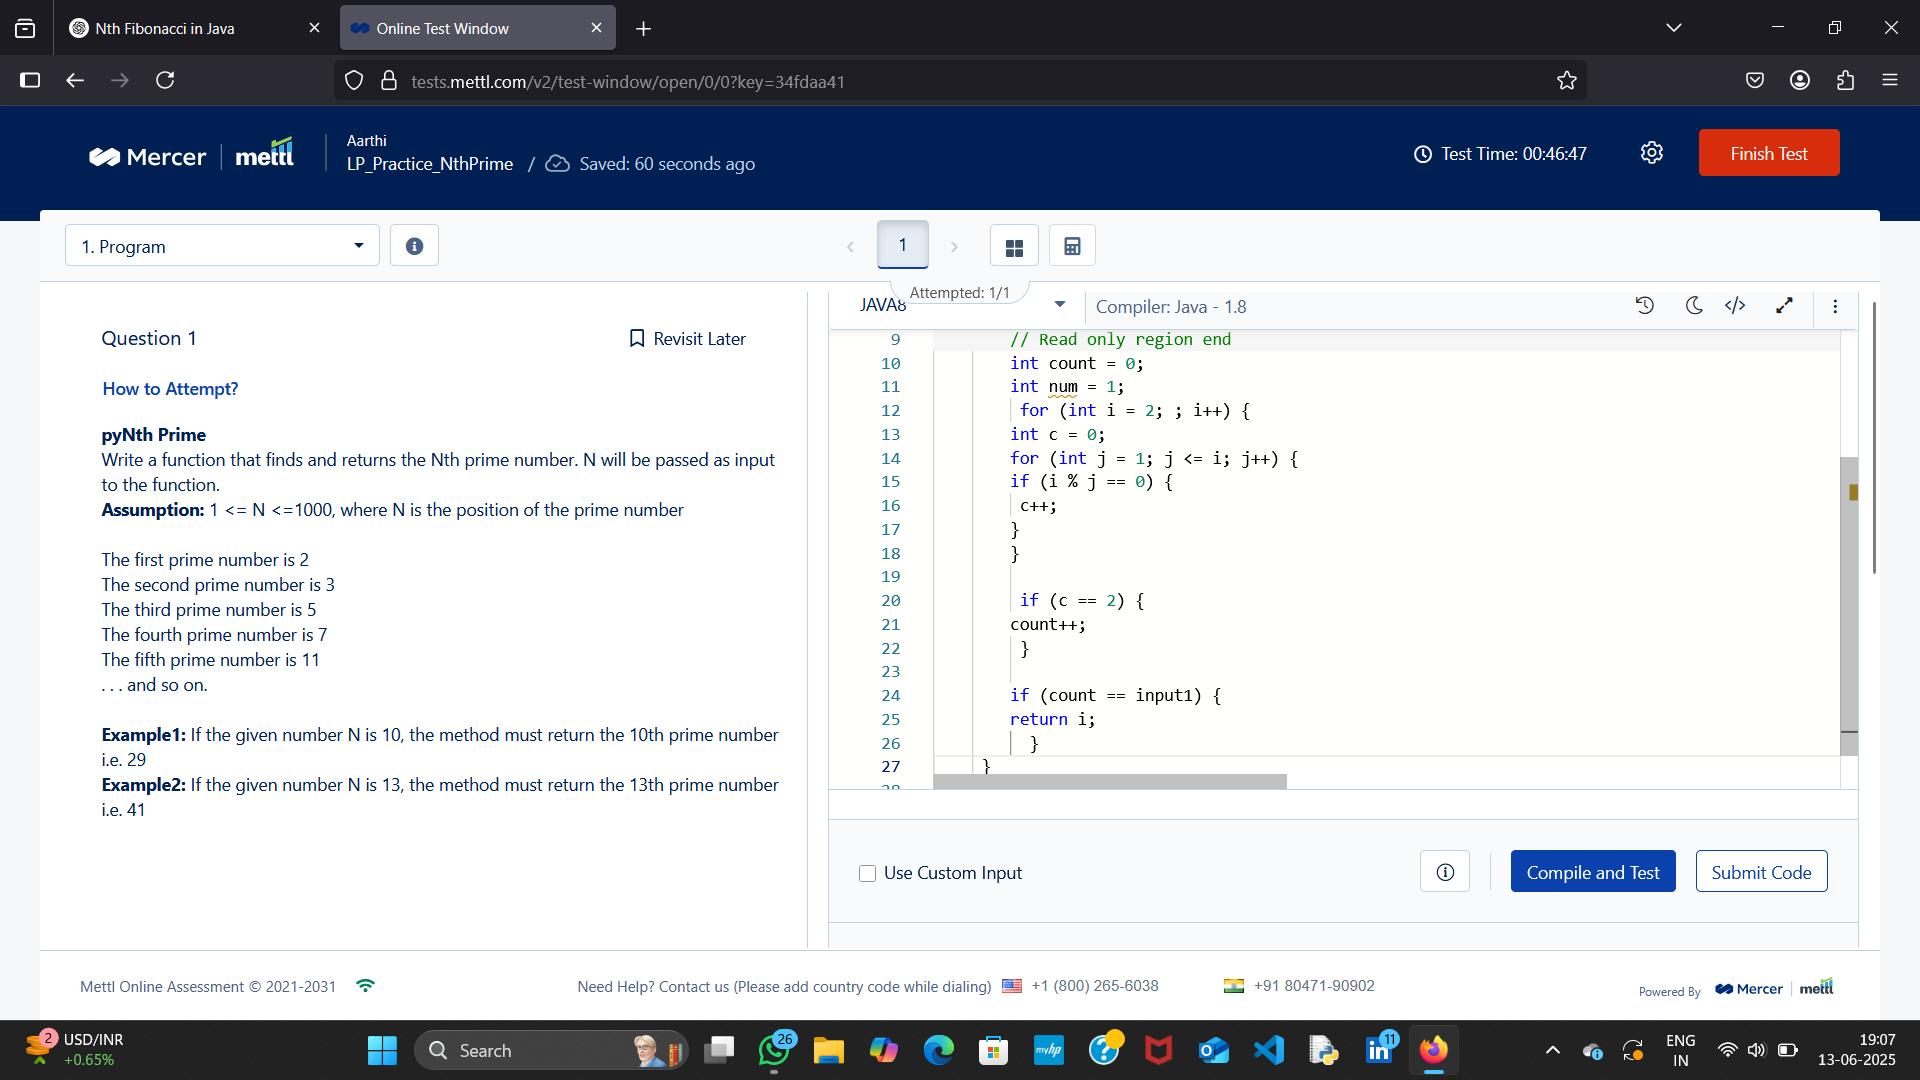 Nth Fibonacci in Java
Online Test Window
tests.mettl.com/v2/test-window/open/0/0?key=34fdaa41
Mercer
mettl
Aarthi
LP_Practice_NthPrime / Saved: 60 seconds ago
Test Time: 00:46:47
Finish Test
1. Program
1
Attempted: 1/1
Question 1
Revisit Later
How to Attempt?
pyNth Prime
Write a function that finds and returns the Nth prime number. N will be passed as input
to the function.
Assumption: 1 <= N <=1000, where N is the position of the prime number
The first prime number is 2
The second prime number is 3
The third prime number is 5
The fourth prime number is 7
The fifth prime number is 11
. . . and so on.
Example1: If the given number N is 10, the method must return the 10th prime number
i.e. 29
Example2: If the given number N is 13, the method must return the 13th prime number
i.e. 41
JAVA8
Compiler: Java - 1.8
9 // Read only region end
10 int count = 0;
11 int num = 1;
12 for (int i = 2; ; i++) {
13 int c = 0;
14 for (int j = 1; j <= i; j++) {
15 if (i % j == 0) {
16 c++;
17 }
18 }
19
20 if (c == 2) {
21 count++;
22 }
23
24 if (count == input1) {
25 return i;
26 }
27 }
28
Use Custom Input
Compile and Test
Submit Code
Mettl Online Assessment © 2021-2031
Need Help? Contact us (Please add country code while dialing) +1 (800) 265-6038
+91 80471-90902
Powered By Mercer mettl
2
USD/INR
+0.65%
Search
26
myhp
11
ENG
IN
19:07
13-06-2025